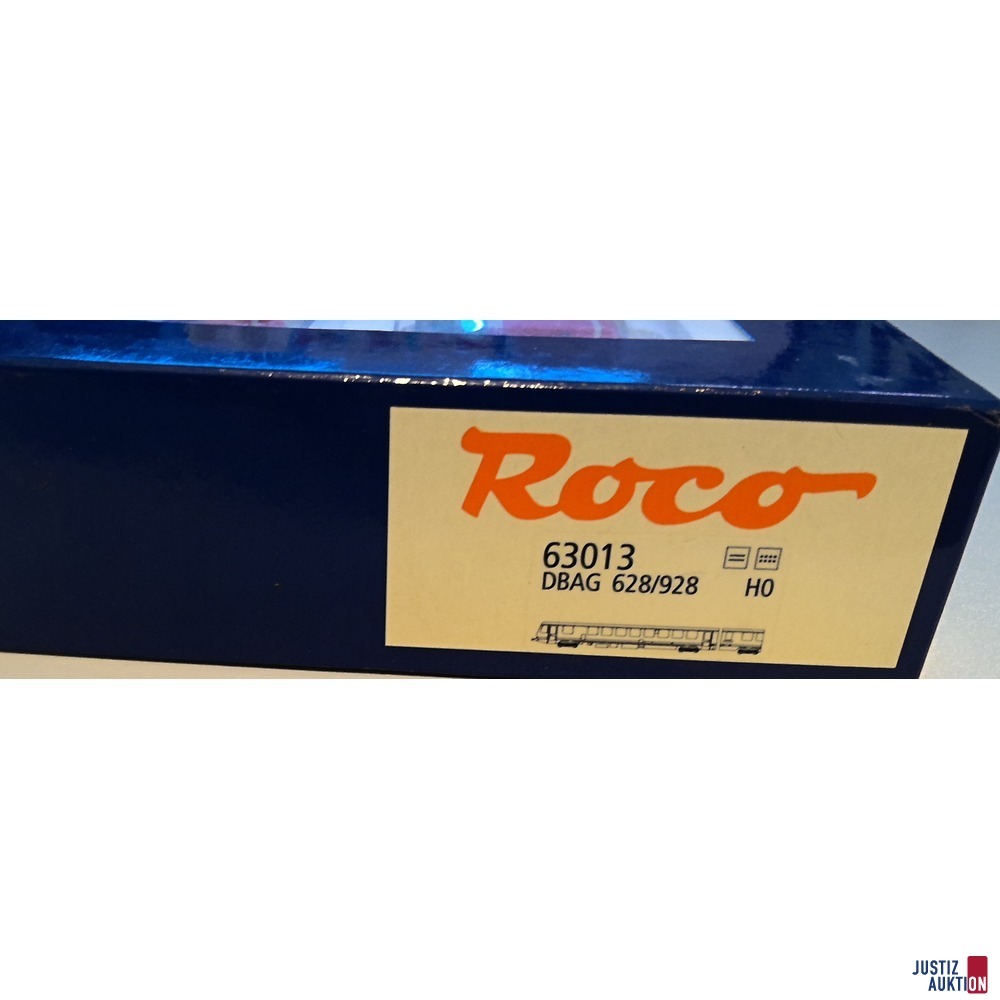 Roco
63013
DBAG 628/928 H0
JUSTIZ
AUKTION